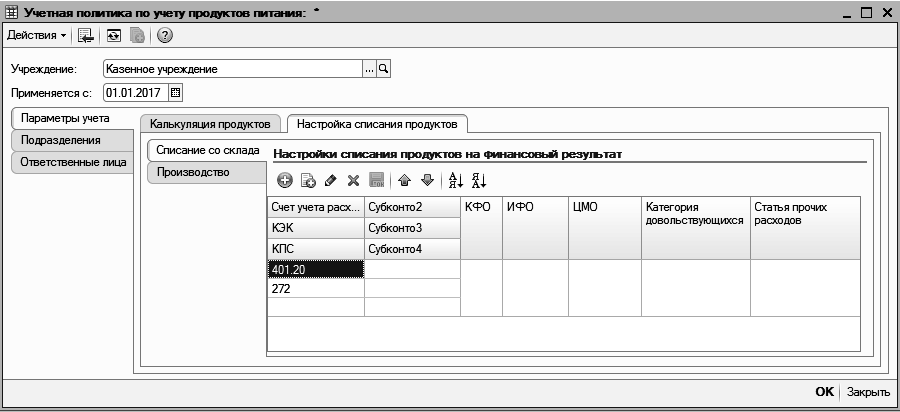 Учетная политика по учету продуктов питания: *
Действия
Учреждение: Казенное учреждение ...
Применяется с: 01.01.2017
Параметры учета
Подразделения
Ответственные лица
Калькуляция продуктов Настройка списания продуктов
Списание со склада
Производство
Настройки списания продуктов на финансовый результат
Счет учета расх... Субконто2 КФО ИФО ЦМО Категория довольствующихся Статья прочих расходов
КЭК Субконто3
КПС Субконто4
401.20
272
OK Закрыть